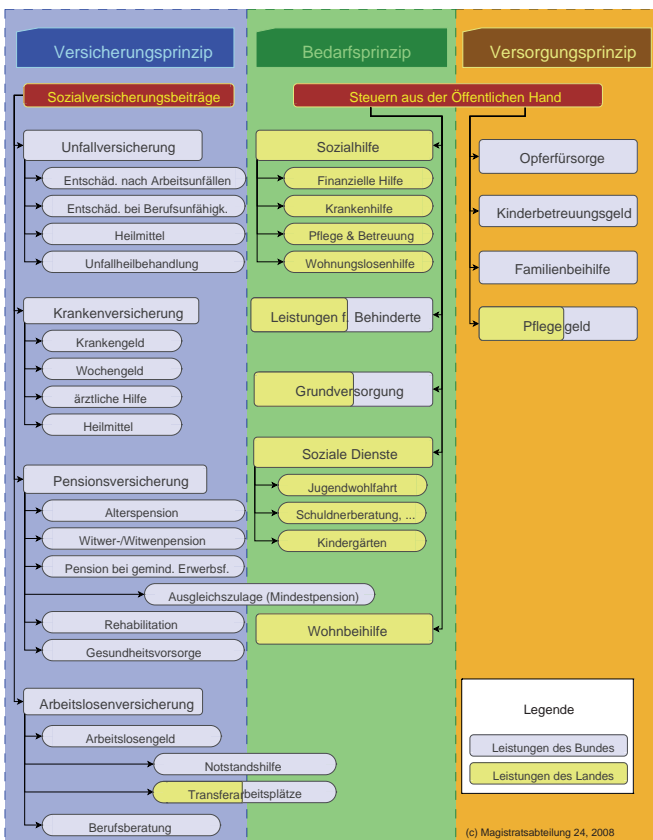 Versicherungsprinzip
Sozialversicherungsbeiträge
Unfallversicherung
Entschäd. nach Arbeitsunfällen
Entschäd. bei Berufsunfähigk.
Heilmittel
Unfallheilbehandlung
Krankenversicherung
Krankengeld
Wochengeld
ärztliche Hilfe
Heilmittel
Pensionsversicherung
Alterspension
Witwer-/Witwenpension
Pension bei gemind. Erwerbsf.
Ausgleichszulage (Mindestpension)
Rehabilitation
Gesundheitsvorsorge
Arbeitslosenversicherung
Arbeitslosengeld
Notstandshilfe
Transferarbeitsplätze
Berufsberatung
Bedarfsprinzip
Steuern aus der Öffentlichen Hand
Sozialhilfe
Finanzielle Hilfe
Krankenhilfe
Pflege & Betreuung
Wohnungslosenhilfe
Leistungen f. Behinderte
Grundversorgung
Soziale Dienste
Jugendwohlfahrt
Schuldnerberatung, ...
Kindergärten
Wohnbeihilfe
Versorgungsprinzip
Opferfürsorge
Kinderbetreuungsgeld
Familienbeihilfe
Pflegegeld
Legende
Leistungen des Bundes
Leistungen des Landes
(c) Magistratsabteilung 24, 2008